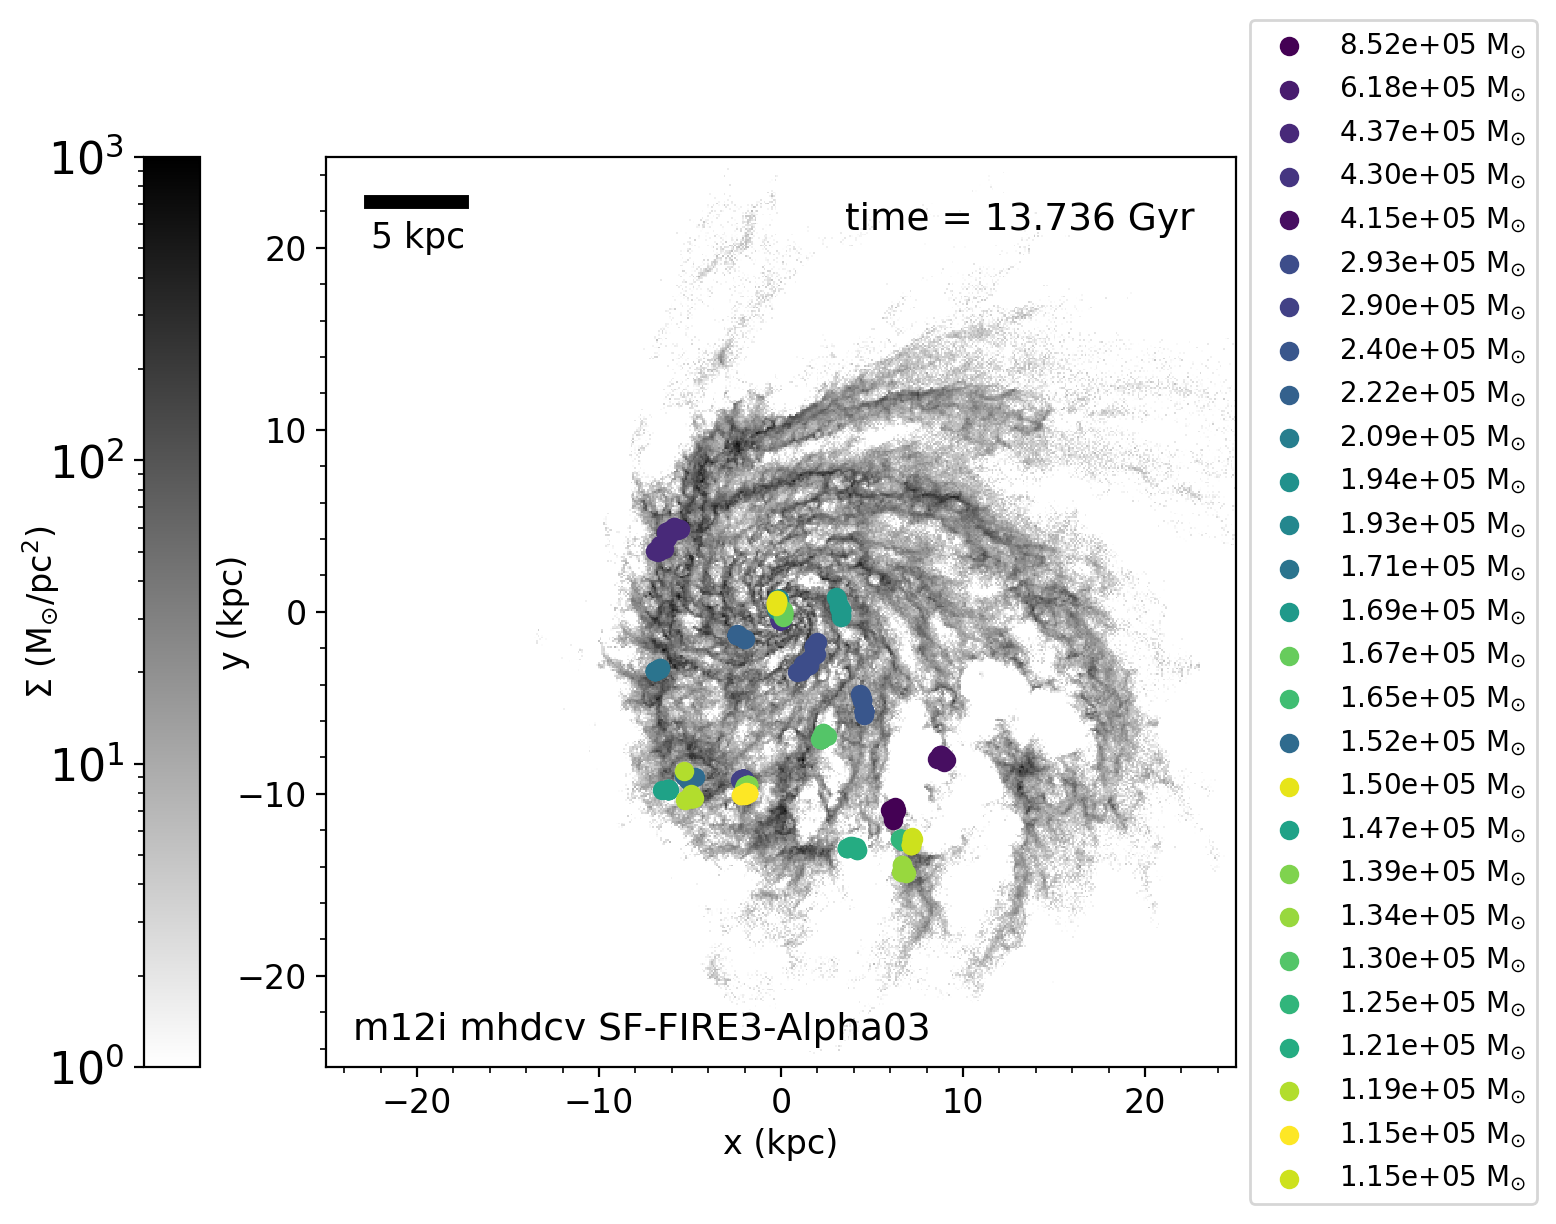 10³
10²
10¹
10⁰
Σ (M☉/pc²)
y (kpc)
20
10
0
−10
−20
5 kpc
time = 13.736 Gyr
m12i mhdcv SF-FIRE3-Alpha03
−20 −10 0 10 20
x (kpc)
8.52e+05 M☉
6.18e+05 M☉
4.37e+05 M☉
4.30e+05 M☉
4.15e+05 M☉
2.93e+05 M☉
2.90e+05 M☉
2.40e+05 M☉
2.22e+05 M☉
2.09e+05 M☉
1.94e+05 M☉
1.93e+05 M☉
1.71e+05 M☉
1.69e+05 M☉
1.67e+05 M☉
1.65e+05 M☉
1.52e+05 M☉
1.50e+05 M☉
1.47e+05 M☉
1.39e+05 M☉
1.34e+05 M☉
1.30e+05 M☉
1.25e+05 M☉
1.21e+05 M☉
1.19e+05 M☉
1.15e+05 M☉
1.15e+05 M☉